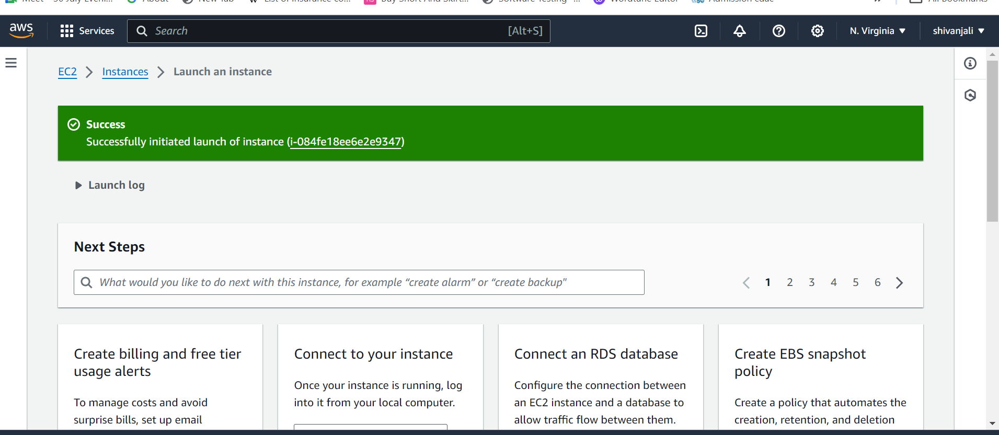 Meet - 30 July Eveni...
About
New Tab
List of Insurance Co...
Buy Short And Skirt...
Software Testing - ...
Wordtune Editor
All Bookmarks
aws
Services
Search
[Alt+S]
N. Virginia
shivanjali
EC2
Instances
Launch an instance
Success
Successfully initiated launch of instance (i-084fe18ee6e2e9347)
Launch log
Next Steps
What would you like to do next with this instance, for example “create alarm” or “create backup"
1 2 3 4 5 6
Create billing and free tier
usage alerts
To manage costs and avoid
surprise bills, set up email
Connect to your instance
Once your instance is running, log
into it from your local computer.
Connect an RDS database
Configure the connection between
an EC2 instance and a database to
allow traffic flow between them.
Create EBS snapshot
policy
Create a policy that automates the
creation, retention, and deletion